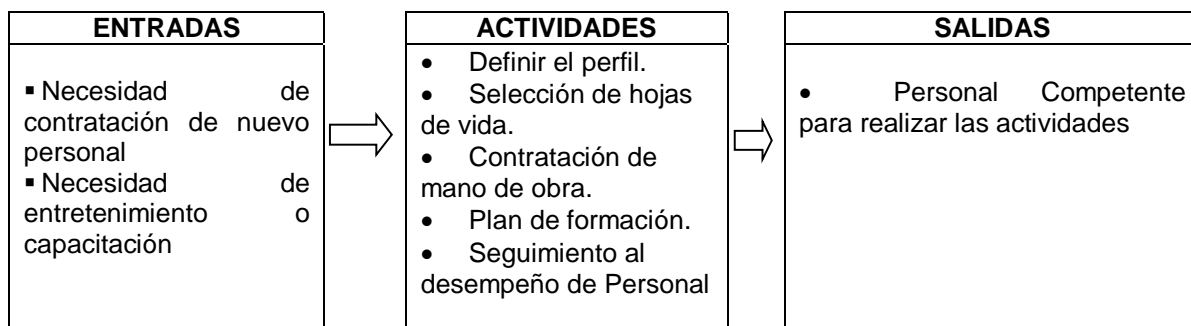 ENTRADAS
▪ Necesidad de
contratación de nuevo
personal
▪ Necesidad de
entretenimiento o
capacitación
ACTIVIDADES
• Definir el perfil.
• Selección de hojas
de vida.
• Contratación de
mano de obra.
• Plan de formación.
• Seguimiento al
desempeño de Personal
SALIDAS
• Personal Competente
para realizar las actividades